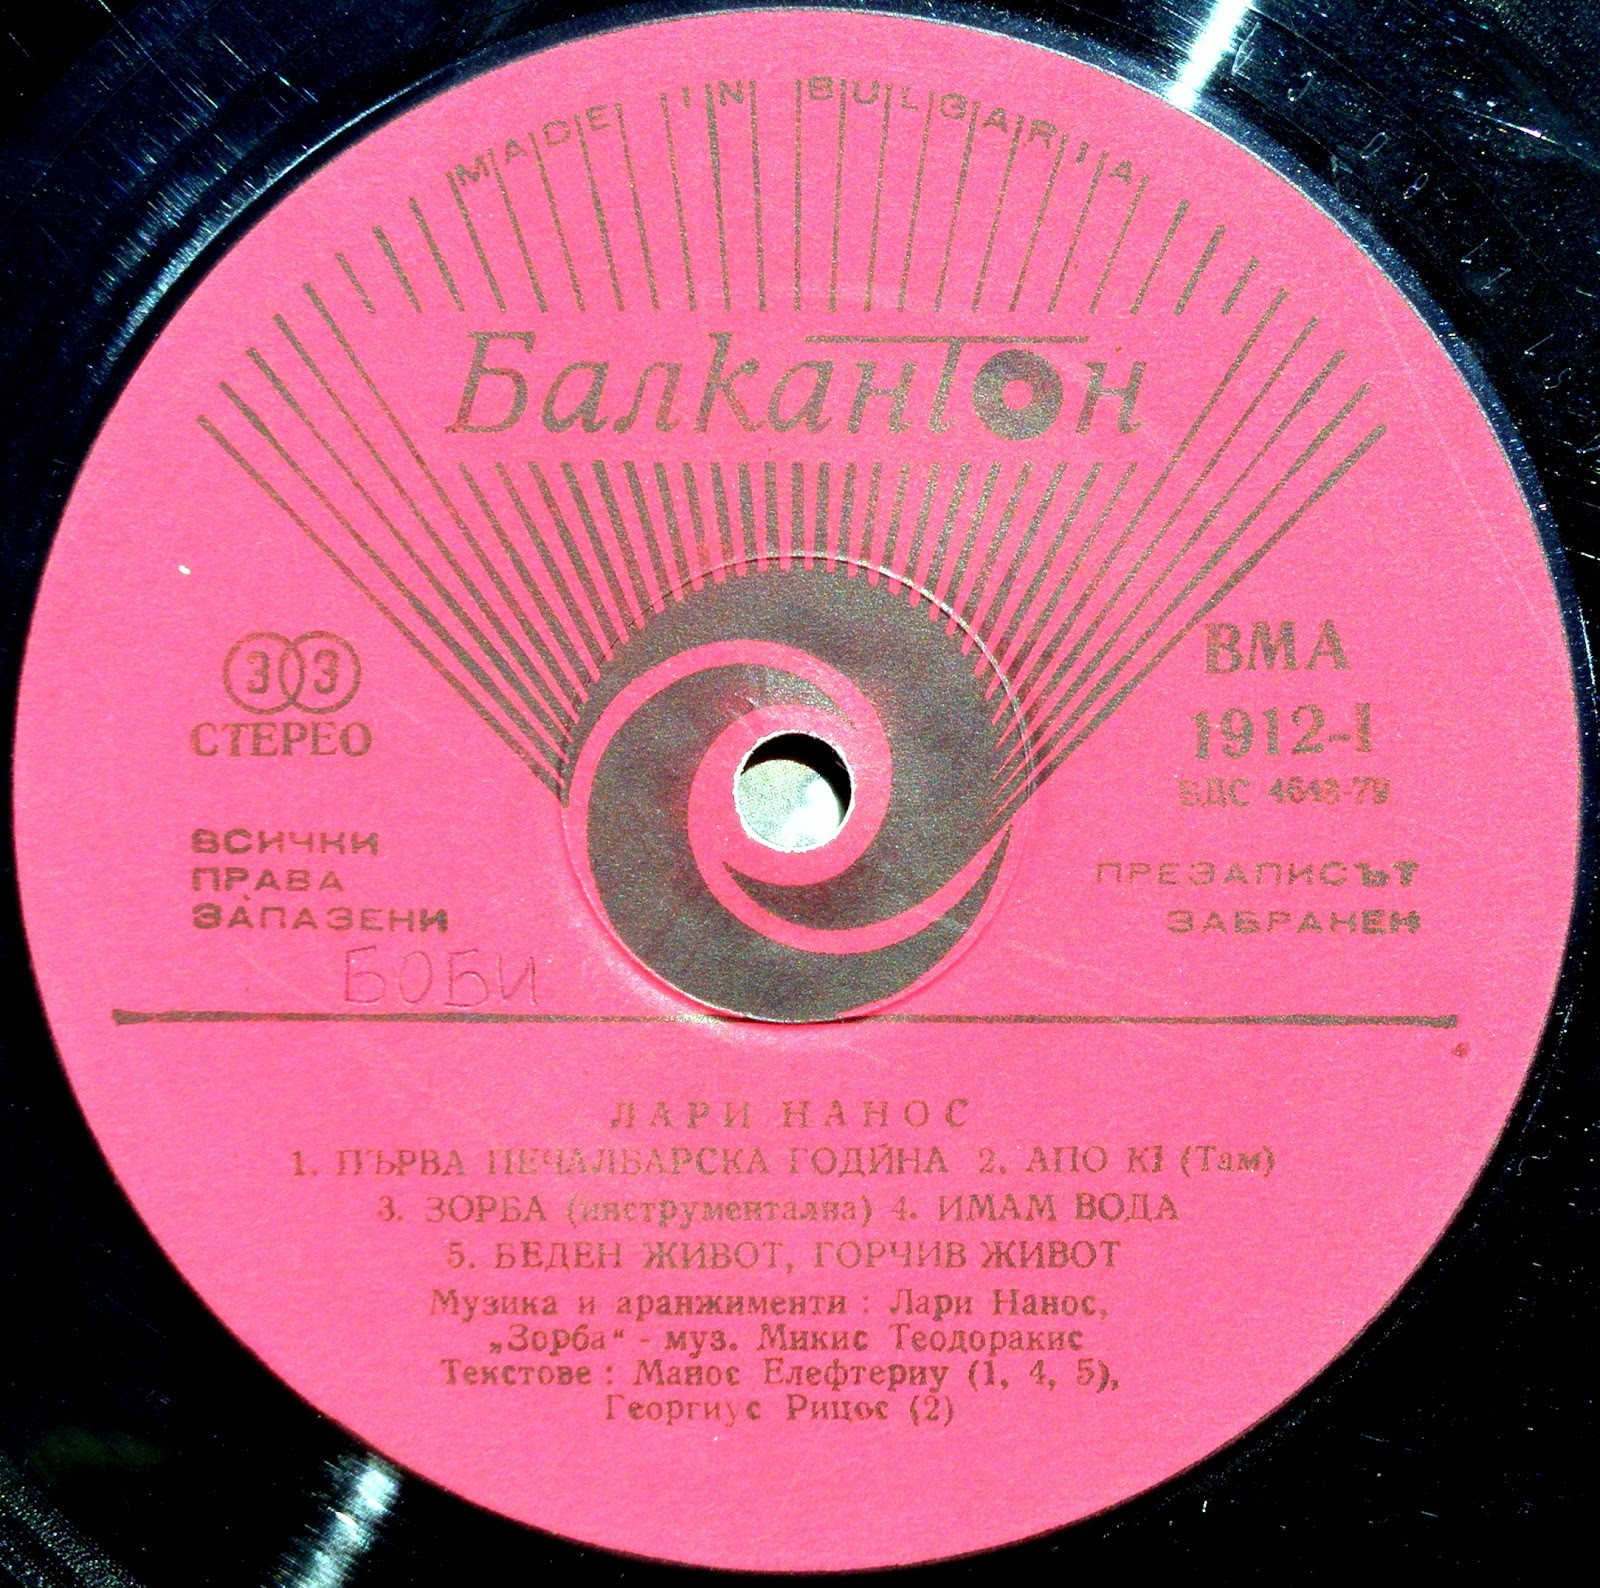 MADE IN BULGARIA
Балкантон
33
СТЕРЕО
ВМА
1912-I
БДС 4643-79
ВСИЧКИ
ПРАВА
ЗАПАЗЕНИ
ПРЕЗАПИСЪТ
ЗАБРАНЕН
БОБИ
ЛАРИ НАНОС
1. ПЪРВА ПЕЧАЛБАРСКА ГОДИНА 2. АПО КІ (Там)
3. ЗОРБА (инструментална) 4. ИМАМ ВОДА
5. БЕДЕН ЖИВОТ, ГОРЧИВ ЖИВОТ
Музика и аранжименти : Лари Нанос,
„Зорба“ - муз. Микис Теодоракис
Текстове : Манос Елефтериу (1, 4, 5),
Георгиус Рицос (2)